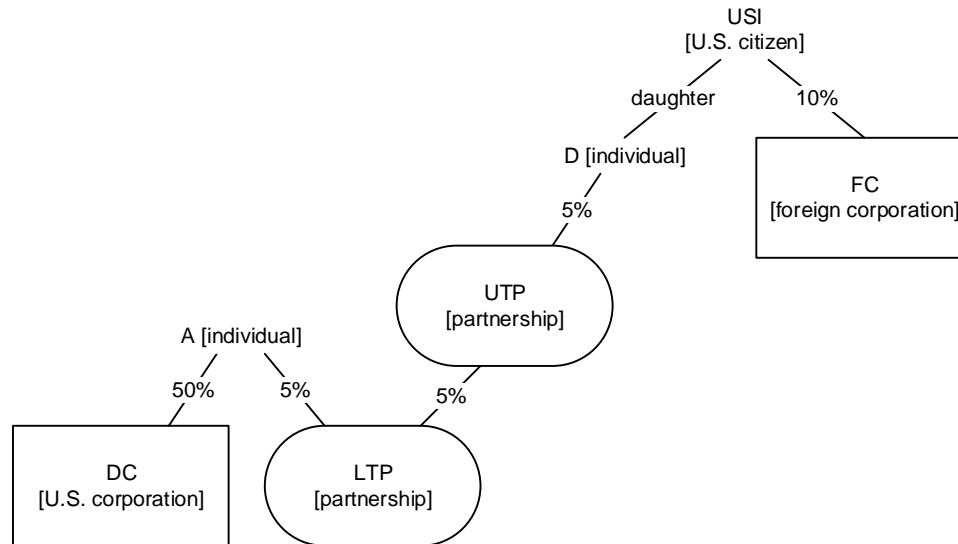 USI
[U.S. citizen]
daughter
10%
D [individual]
FC
[foreign corporation]
5%
UTP
[partnership]
A [individual]
50%
5%
5%
DC
[U.S. corporation]
LTP
[partnership]